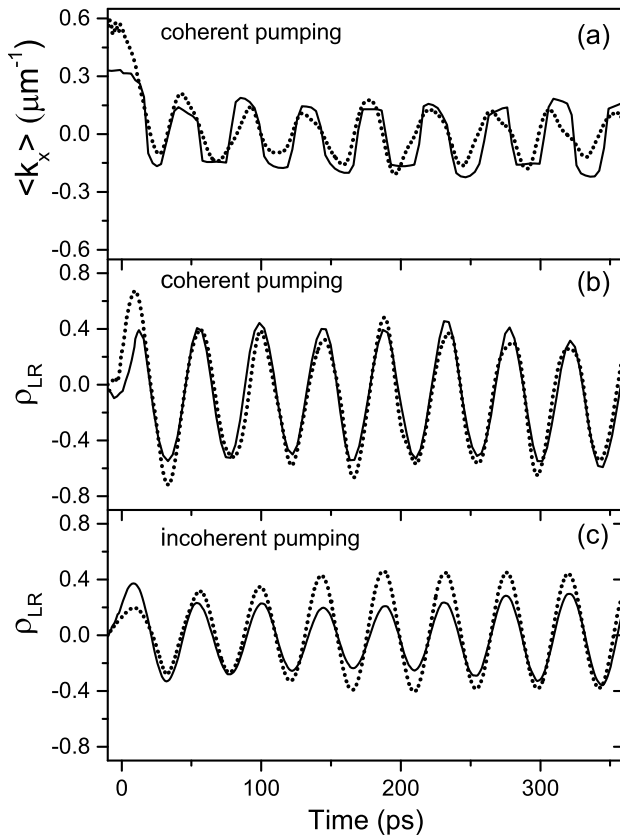 0.6
0.3
0.0
-0.3
-0.6
<k_x> (μm⁻¹)
coherent pumping
(a)
0.8
0.4
0.0
-0.4
-0.8
ρ_LR
coherent pumping
(b)
0.8
0.4
0.0
-0.4
-0.8
ρ_LR
incoherent pumping
(c)
0
100
200
300
Time (ps)